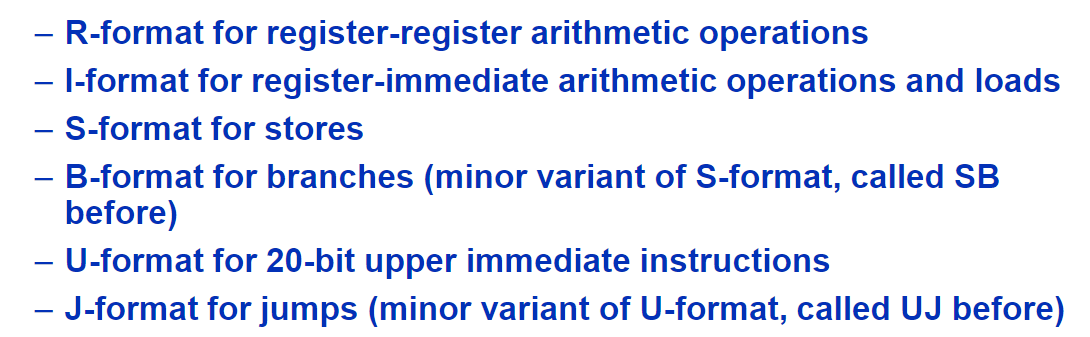 – R-format for register-register arithmetic operations
– I-format for register-immediate arithmetic operations and loads
– S-format for stores
– B-format for branches (minor variant of S-format, called SB
before)
– U-format for 20-bit upper immediate instructions
– J-format for jumps (minor variant of U-format, called UJ before)